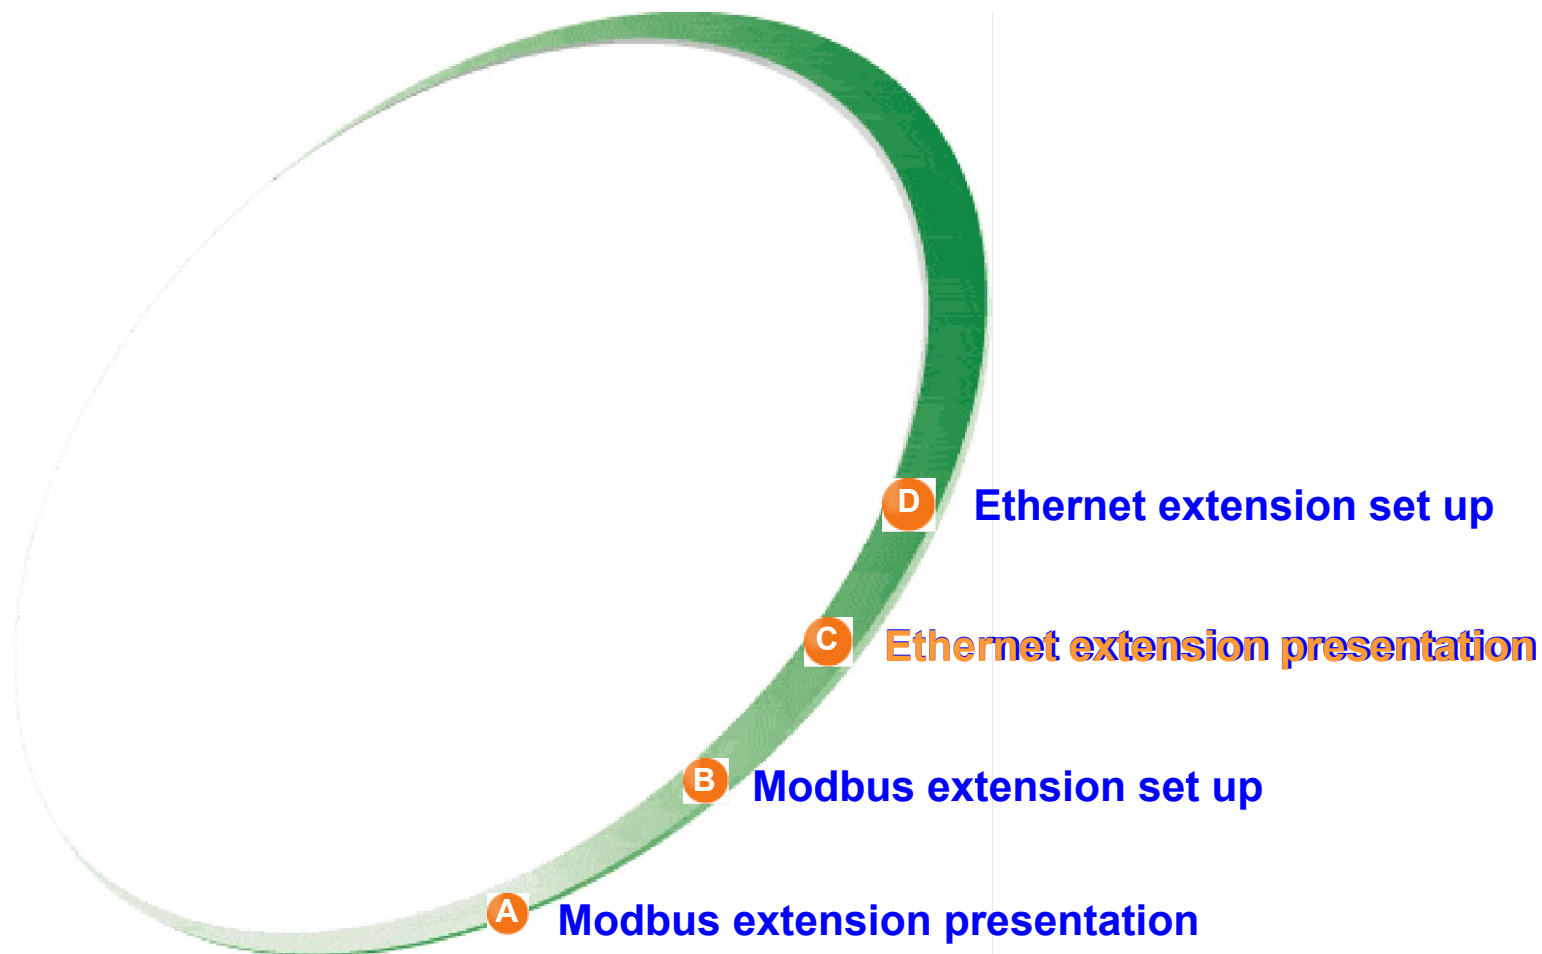 D Ethernet extension set up
C Ethernet extension presentation
B Modbus extension set up
A Modbus extension presentation